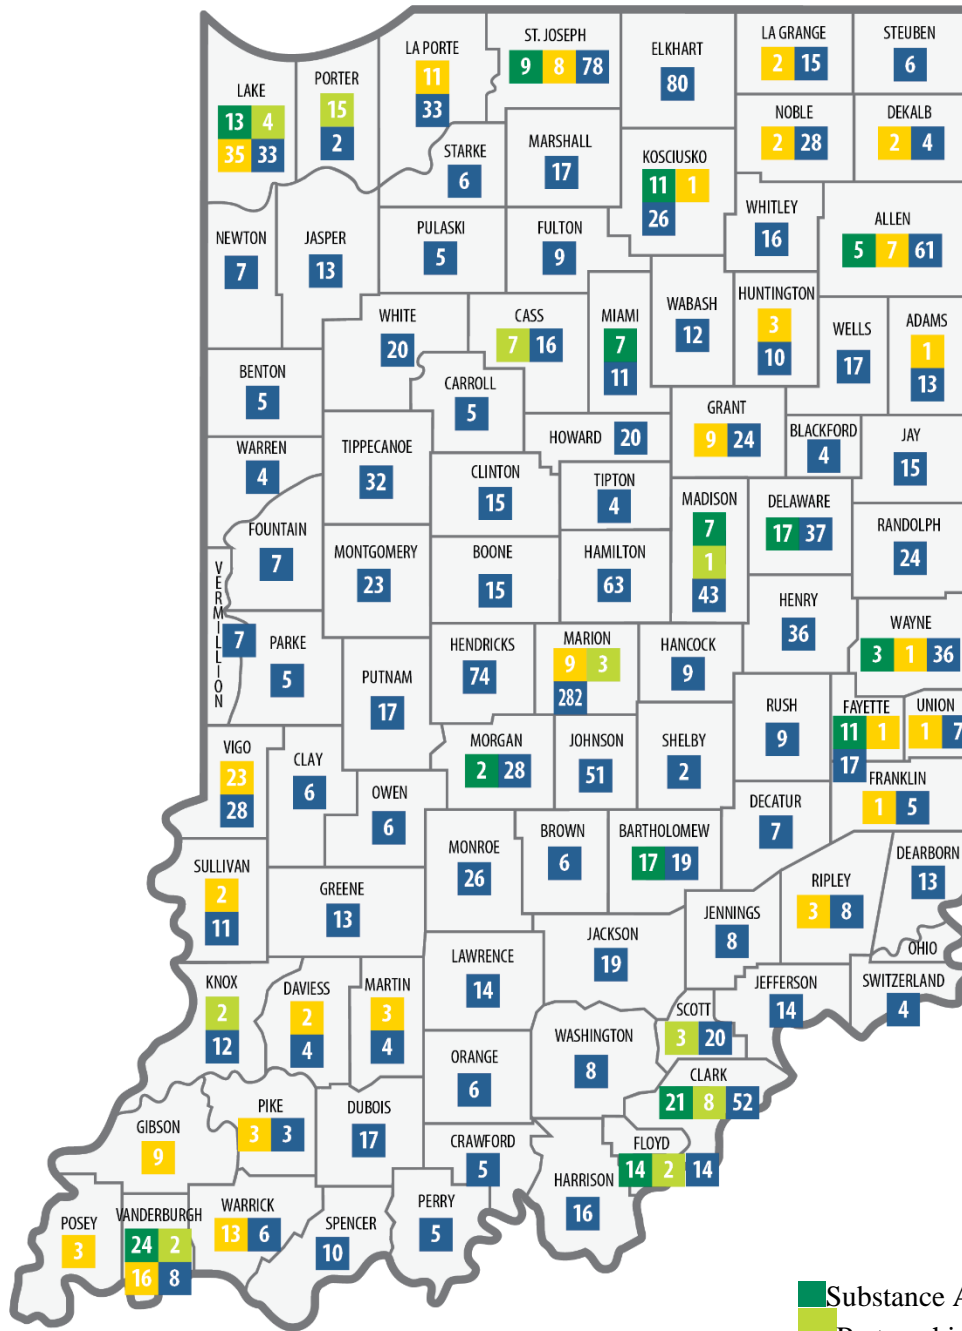 ST. JOSEPH
9 8 78
LA PORTE
11
33
ELKHART
80
LA GRANGE
2 15
STEUBEN
6
LAKE
13 4
35 33
PORTER
15
2
NOBLE
2 28
DEKALB
2 4
STARKE
6
MARSHALL
17
KOSCIUSKO
11 1
26
WHITLEY
16
ALLEN
5 7 61
NEWTON
7
JASPER
13
PULASKI
5
FULTON
9
WHITE
20
CASS
7 16
MIAMI
7
11
WABASH
12
HUNTINGTON
3
10
WELLS
17
ADAMS
1
13
BENTON
5
CARROLL
5
GRANT
9 24
BLACKFORD
4
JAY
15
WARREN
4
TIPPECANOE
32
HOWARD 20
CLINTON
15
TIPTON
4
MADISON
7
1
43
DELAWARE
17 37
RANDOLPH
24
FOUNTAIN
7
MONTGOMERY
23
BOONE
15
HAMILTON
63
HENRY
36
WAYNE
3 1 36
VERMILLION
7
PARKE
5
PUTNAM
17
HENDRICKS
74
MARION
9 3
282
HANCOCK
9
RUSH
9
FAYETTE
11 1
17
UNION
1 7
VIGO
23
28
CLAY
6
OWEN
6
MORGAN
2 28
JOHNSON
51
SHELBY
2
DECATUR
7
FRANKLIN
1 5
SULLIVAN
2
11
GREENE
13
MONROE
26
BROWN
6
BARTHOLOMEW
17 19
JENNINGS
8
RIPLEY
3 8
DEARBORN
13
OHIO
KNOX
2
12
DAVIESS
2
4
MARTIN
3
4
LAWRENCE
14
JACKSON
19
SCOTT
3 20
JEFFERSON
14
SWITZERLAND
4
ORANGE
6
WASHINGTON
8
CLARK
21 8 52
GIBSON
9
PIKE
3 3
DUBOIS
17
CRAWFORD
5
FLOYD
14 2 14
HARRISON
16
POSEY
3
VANDERBURGH
24 2
16 8
WARRICK
13 6
SPENCER
10
PERRY
5
Substance A